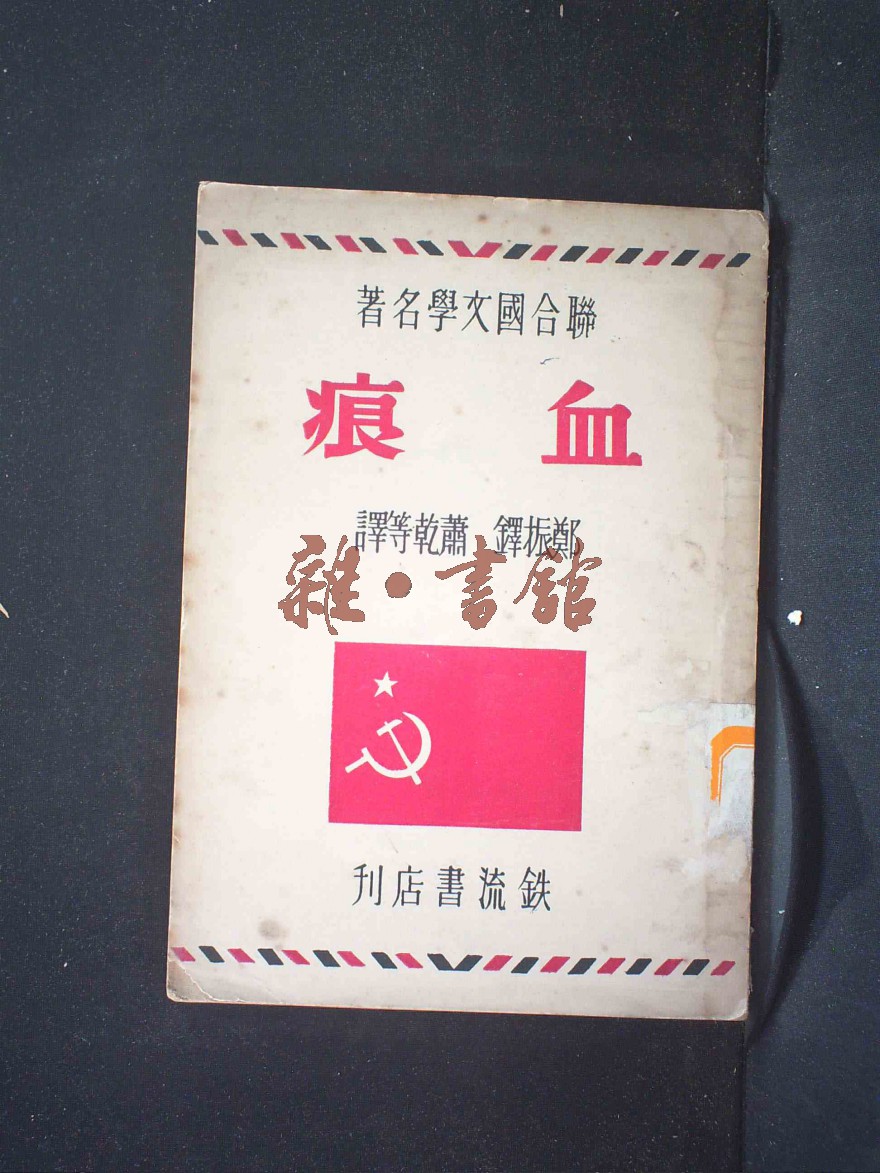 聯合國文學名著
血痕
鄭振鐸 蕭乾等譯
雜·書館
鉄流書店刊